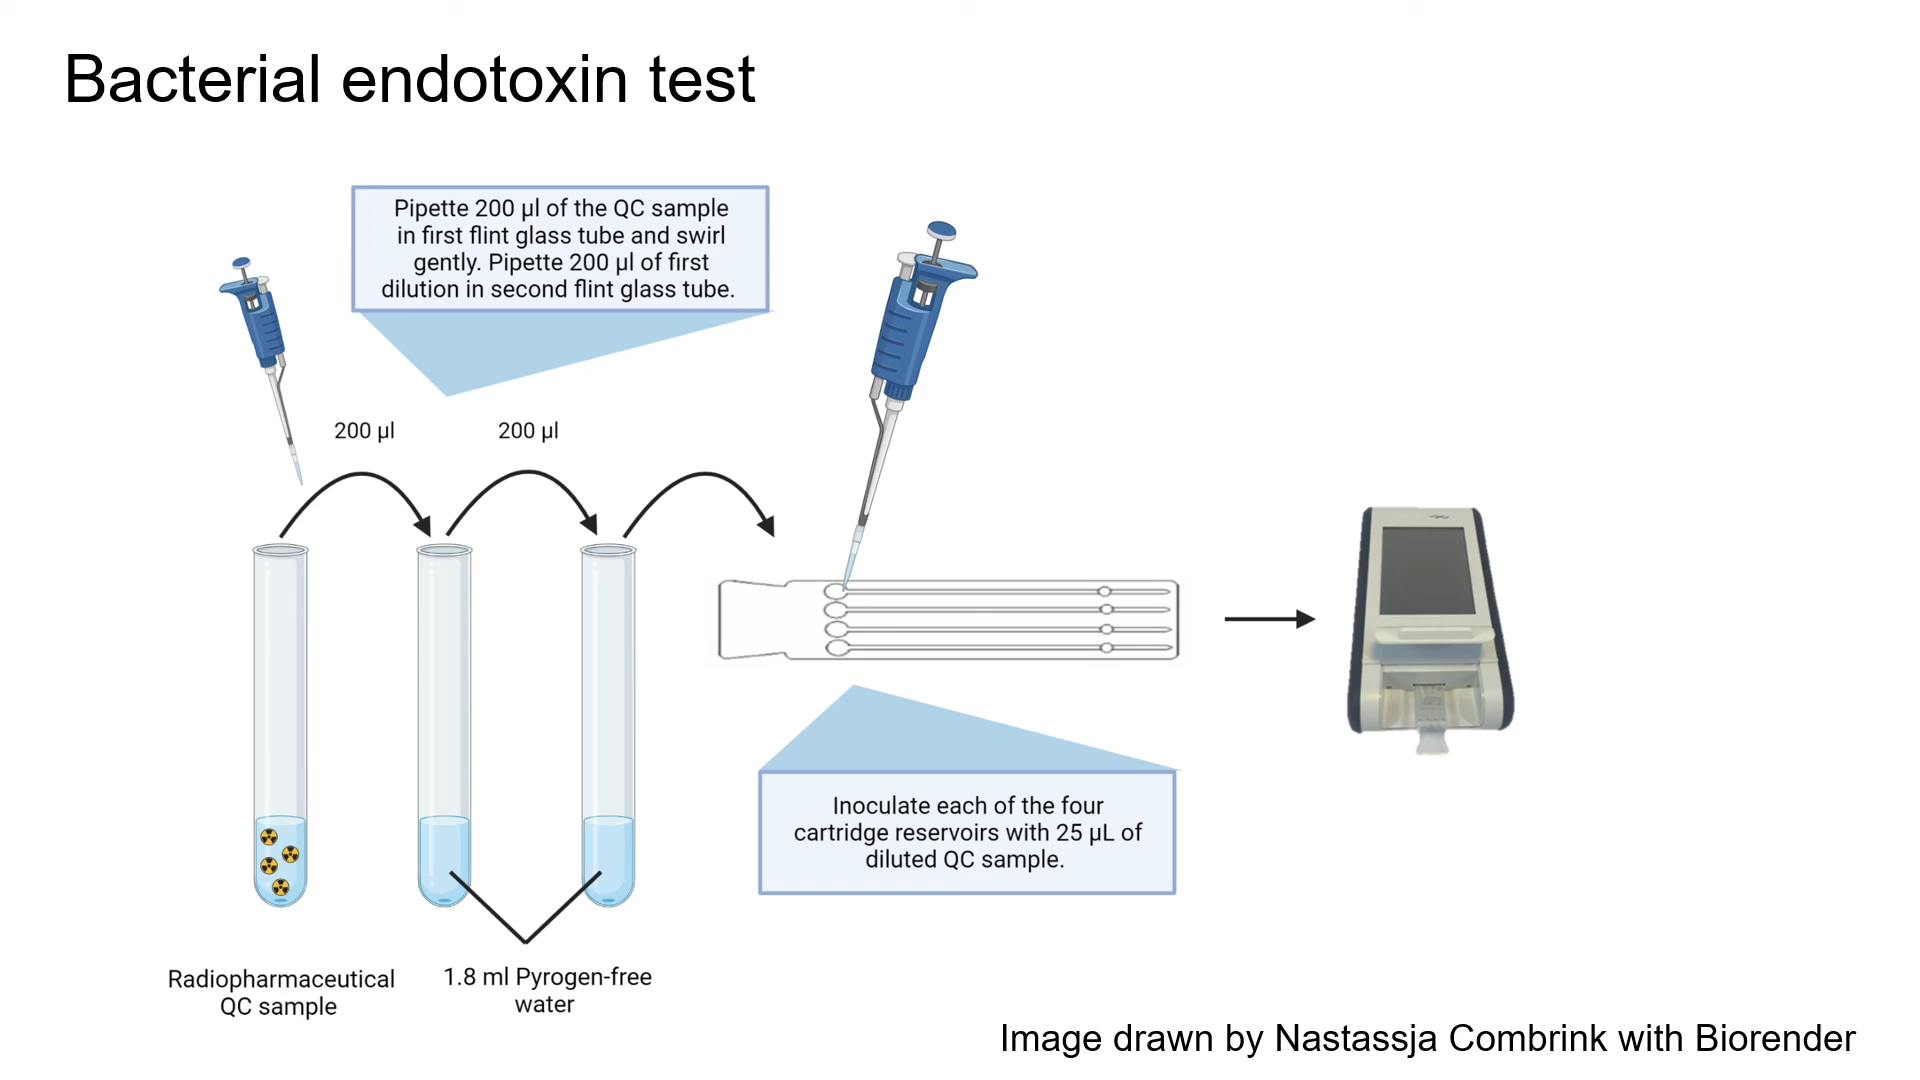 Bacterial endotoxin test
Pipette 200 µl of the QC sample
in first flint glass tube and swirl
gently. Pipette 200 µl of first
dilution in second flint glass tube.
200 µl
200 µl
Inoculate each of the four
cartridge reservoirs with 25 µL of
diluted QC sample.
Radiopharmaceutical
QC sample
1.8 ml Pyrogen-free
water
Image drawn by Nastassja Combrink with Biorender